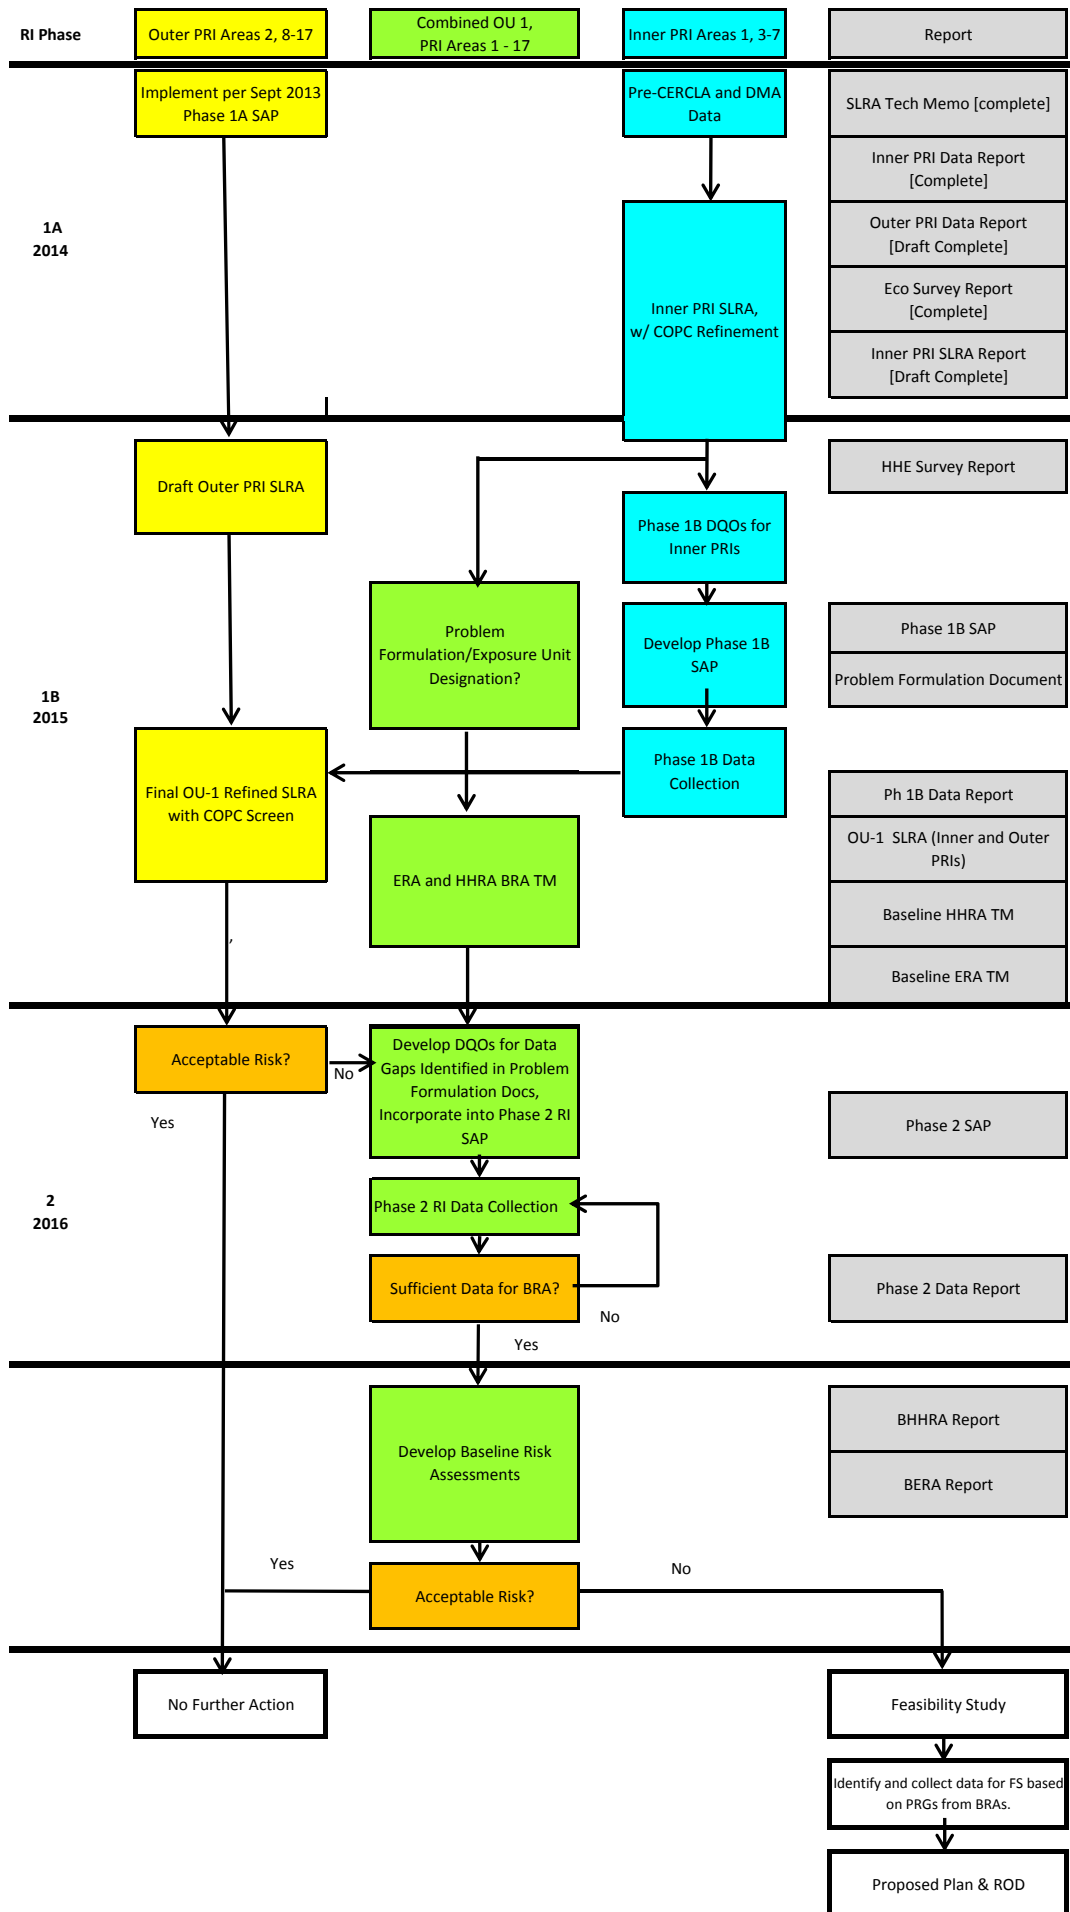 RI Phase
Outer PRI Areas 2, 8-17
Combined OU 1,
PRI Areas 1 - 17
Inner PRI Areas 1, 3-7
Report
1A
2014
Implement per Sept 2013
Phase 1A SAP
Pre-CERCLA and DMA
Data
Inner PRI SLRA,
w/ COPC Refinement
SLRA Tech Memo [complete]
Inner PRI Data Report
[Complete]
Outer PRI Data Report
[Draft Complete]
Eco Survey Report
[Complete]
Inner PRI SLRA Report
[Draft Complete]
1B
2015
Draft Outer PRI SLRA
Final OU-1 Refined SLRA
with COPC Screen
,
Problem
Formulation/Exposure Unit
Designation?
ERA and HHRA BRA TM
Phase 1B DQOs for
Inner PRIs
Develop Phase 1B
SAP
Phase 1B Data
Collection
HHE Survey Report
Phase 1B SAP
Problem Formulation Document
Ph 1B Data Report
OU-1  SLRA (Inner and Outer
PRIs)
Baseline HHRA TM
Baseline ERA TM
2
2016
Acceptable Risk?
No
Yes
Develop DQOs for Data
Gaps Identified in Problem
Formulation Docs,
Incorporate into Phase 2 RI
SAP
Phase 2 RI Data Collection
Sufficient Data for BRA?
No
Yes
Phase 2 SAP
Phase 2 Data Report
Develop Baseline Risk
Assessments
BHHRA Report
BERA Report
Yes
Acceptable Risk?
No
No Further Action
Feasibility Study
Identify and collect data for FS based
on PRGs from BRAs.
Proposed Plan & ROD